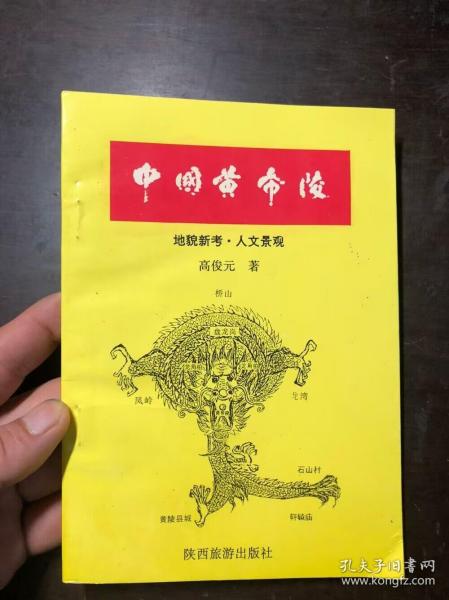 中國黄帝陵
地貌新考·人文景观
高俊元 著
桥山
盘龙岗
凤岭
湾
石山村
黄陵县城
轩辕庙
陕西旅游出版社
孔夫子旧书网
www.kongfz.com